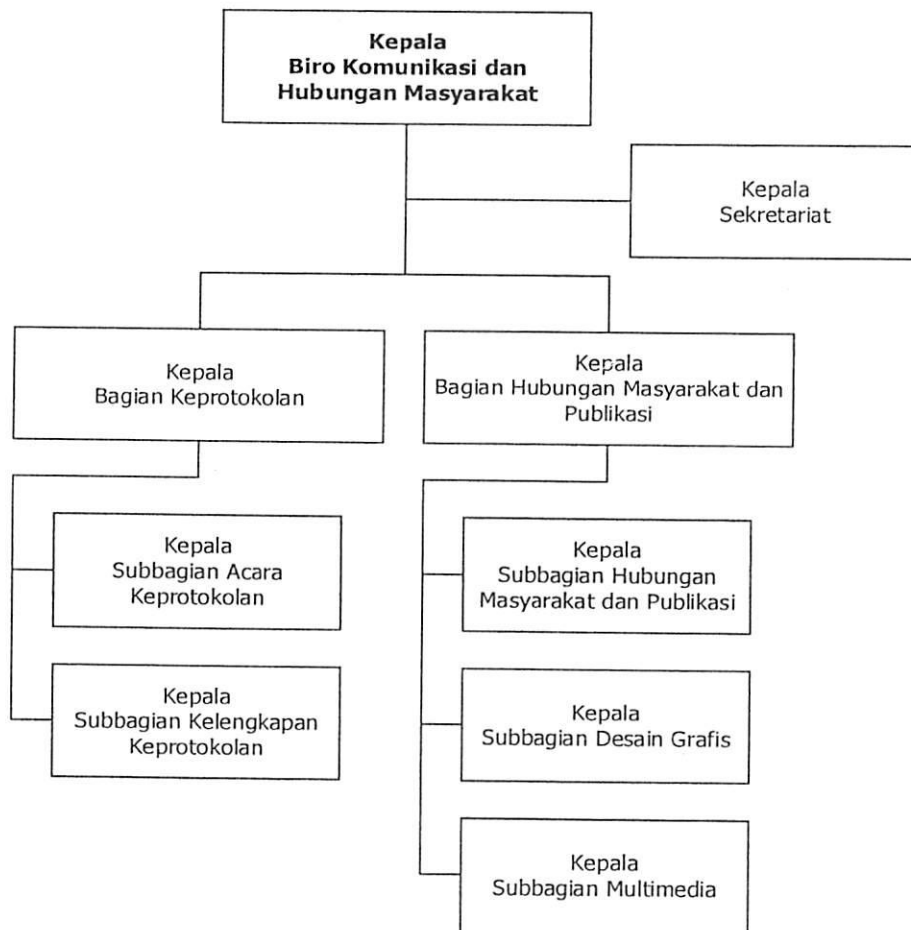 Kepala
Biro Komunikasi dan
Hubungan Masyarakat
Kepala
Sekretariat
Kepala
Bagian Keprotokolan
Kepala
Bagian Hubungan Masyarakat dan
Publikasi
Kepala
Subbagian Acara
Keprotokolan
Kepala
Subbagian Kelengkapan
Keprotokolan
Kepala
Subbagian Hubungan
Masyarakat dan Publikasi
Kepala
Subbagian Desain Grafis
Kepala
Subbagian Multimedia